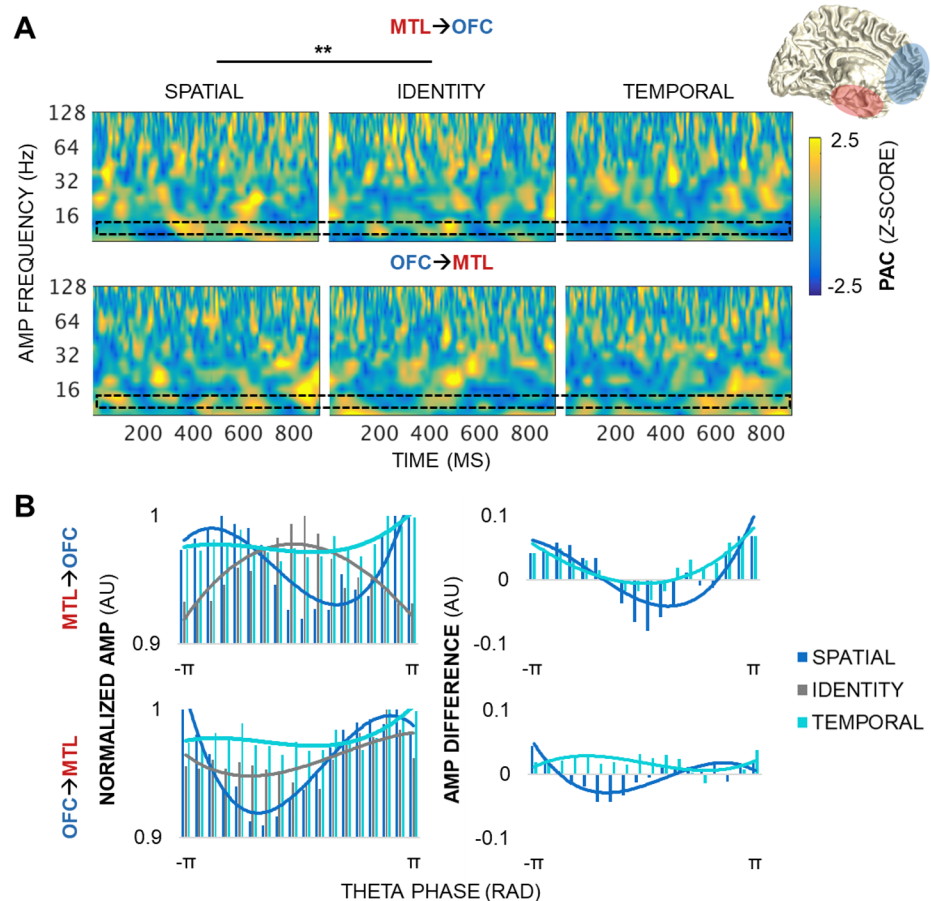 A
MTL→OFC
**
SPATIAL IDENTITY TEMPORAL
128
64
32
16
AMP FREQUENCY (Hz)
2.5
-2.5
PAC (Z-SCORE)
OFC→MTL
128
64
32
16
200 400 600 800 200 400 600 800 200 400 600 800
TIME (MS)
B
MTL→OFC
NORMALIZED AMP (AU)
1
0.9
-π π
AMP DIFFERENCE (AU)
0.1
0
-0.1
-π π
SPATIAL
IDENTITY
TEMPORAL
OFC→MTL
1
0.9
-π π
0.1
0
-0.1
-π π
THETA PHASE (RAD)